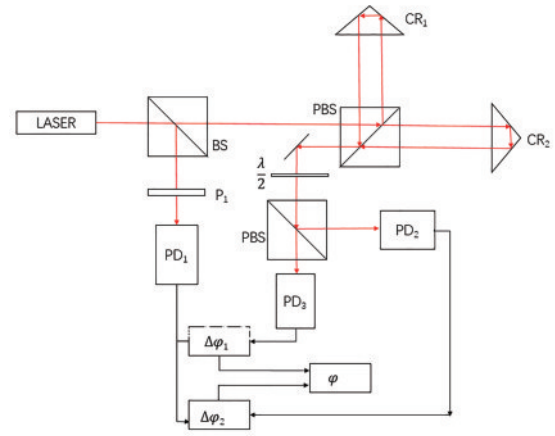 CR₁
LASER
PBS
CR₂
BS
λ/2
P₁
PBS
PD₂
PD₁
PD₃
Δφ₁
φ
Δφ₂